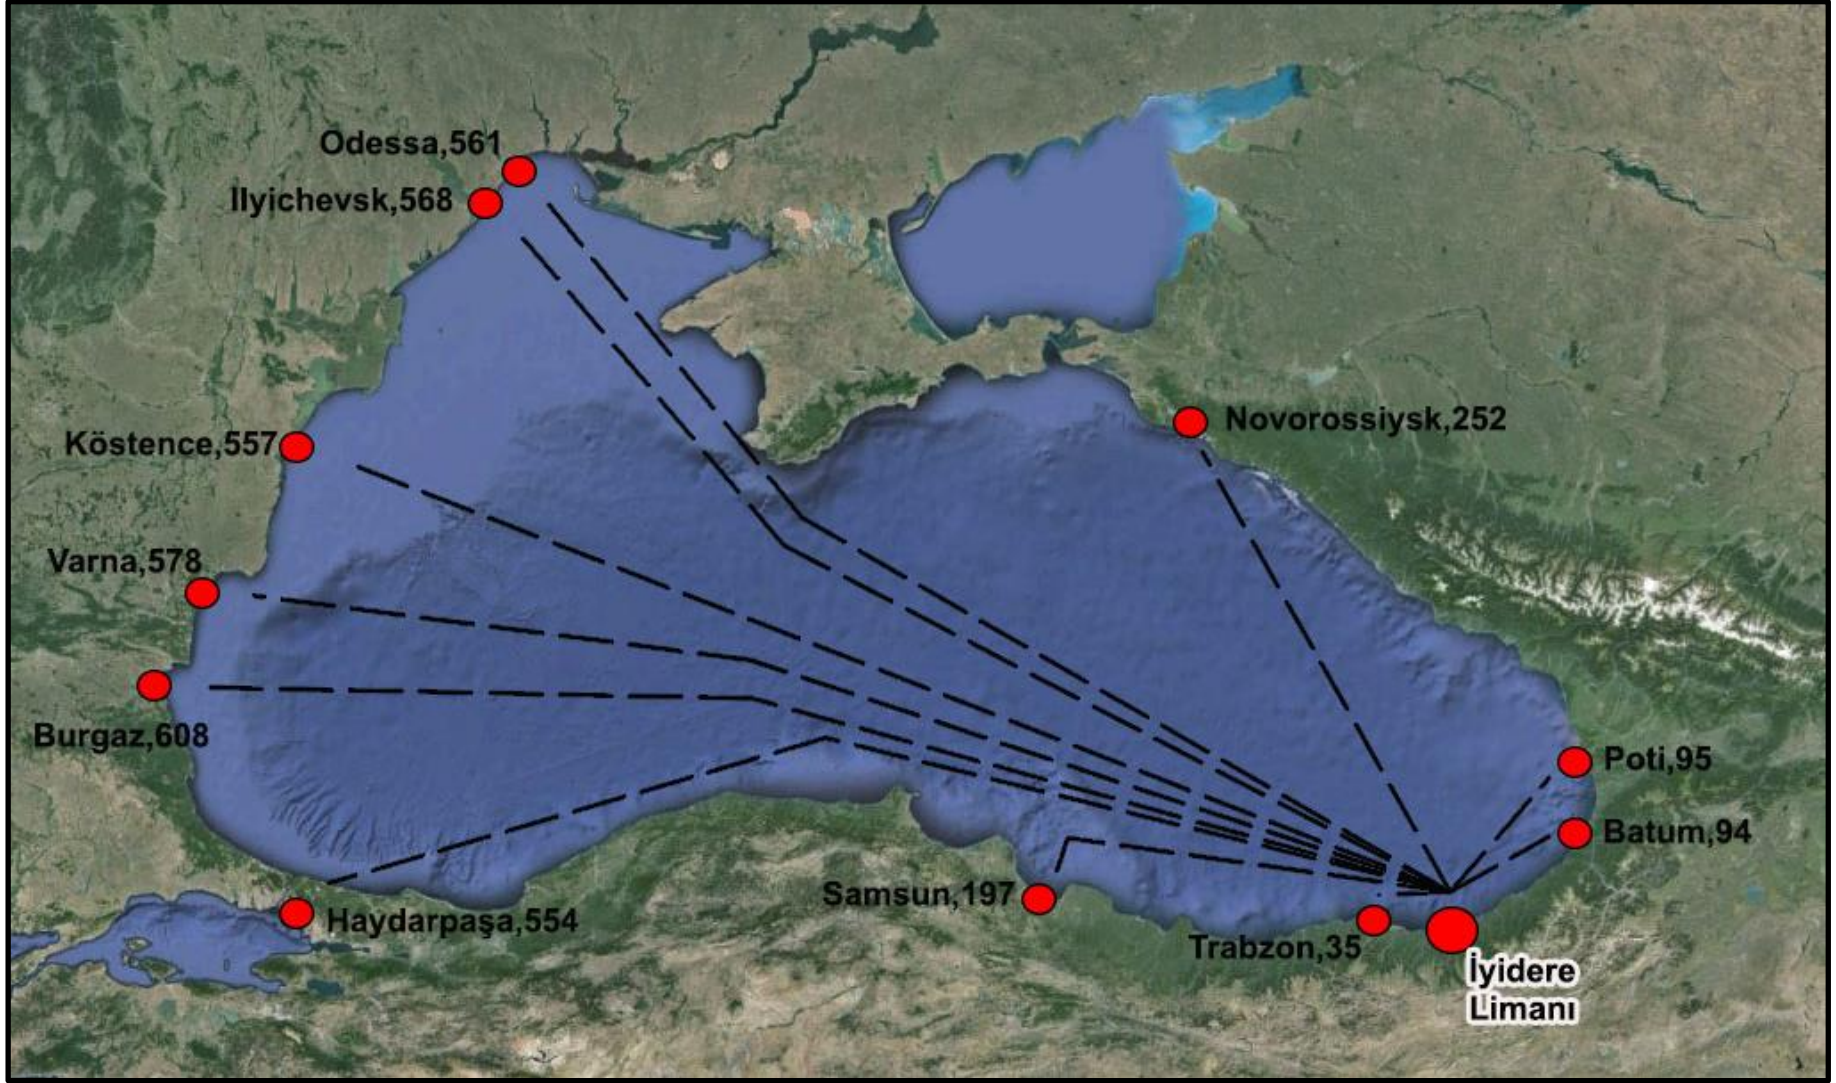 Odessa,561
Ilyichevsk,568
Novorossiysk,252
Köstence,557
Varna,578
Burgaz,608
Poti,95
Batum,94
Samsun,197
Haydarpaşa,554
Trabzon,35
İyidere
Limanı